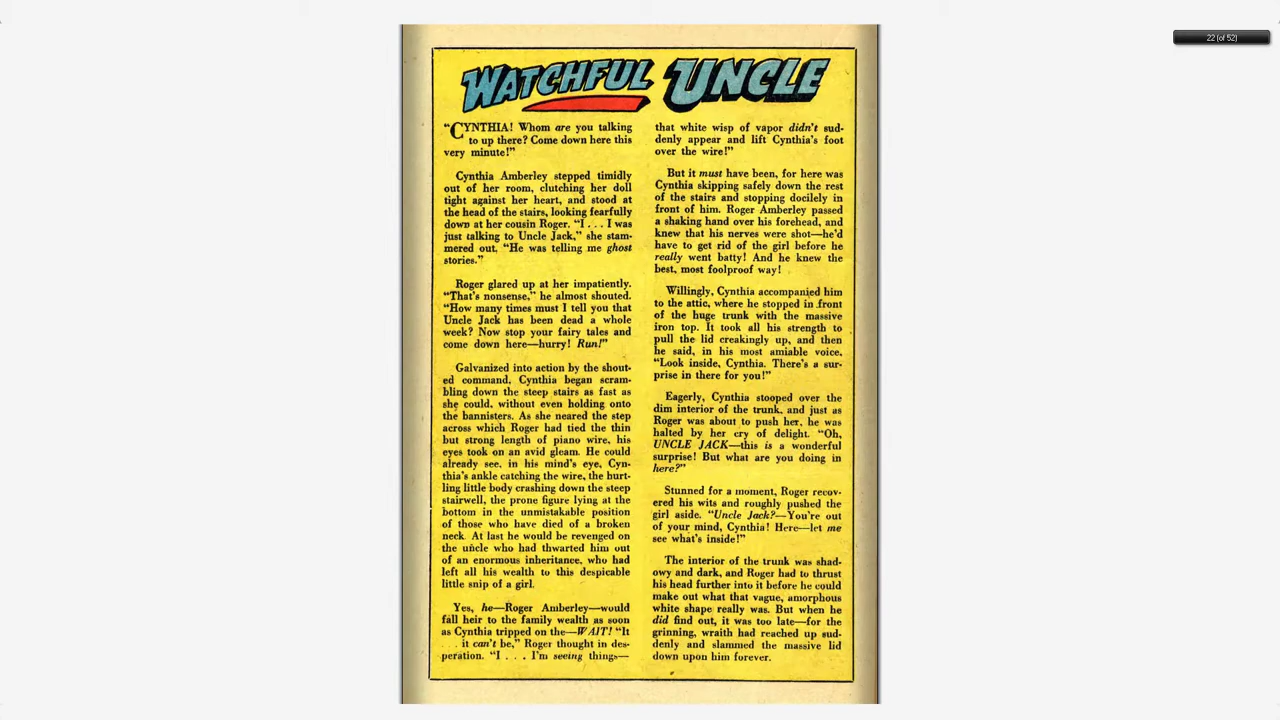 22 (of 52)
WATCHFUL UNCLE
"CYNTHIA! Whom are you talking
to up there? Come down here this
very minute!"
Cynthia Amberley stepped timidly
out of her room, clutching her doll
tight against her heart, and stood at
the head of the stairs, looking fearfully
down at her cousin Roger. "I . . . I was
just talking to Uncle Jack," she stam-
mered out. "He was telling me ghost
stories."
Roger glared up at her impatiently.
"That's nonsense," he almost shouted.
"How many times must I tell you that
Uncle Jack has been dead a whole
week? Now stop your fairy tales and
come down here—hurry! Run!"
Galvanized into action by the shout-
ed command, Cynthia began scram-
bling down the steep stairs as fast as
she could, without even holding onto
the bannisters. As she neared the step
across which Roger had tied the thin
but strong length of piano wire, his
eyes took on an avid gleam. He could
already see, in his mind's eye, Cyn-
thia's ankle catching the wire, the hurt-
ling little body crashing down the steep
stairwell, the prone figure lying at the
bottom in the unmistakable position
of those who have died of a broken
neck. At last he would be revenged on
the uncle who had thwarted him out
of an enormous inheritance, who had
left all his wealth to this despicable
little snip of a girl.
Yes, he—Roger Amberley—would
fall heir to the family wealth as soon
as Cynthia tripped on the—WAIT! "It
. . . it can't be," Roger thought in des-
peration. "I . . . I'm seeing things—
that white wisp of vapor didn't sud-
denly appear and lift Cynthia's foot
over the wire!"
But it must have been, for here was
Cynthia skipping safely down the rest
of the stairs and stopping docilely in
front of him. Roger Amberley passed
a shaking hand over his forehead, and
knew that his nerves were shot—he'd
have to get rid of the girl before he
really went batty! And he knew the
best, most foolproof way!
Willingly, Cynthia accompanied him
to the attic, where he stopped in front
of the huge trunk with the massive
iron top. It took all his strength to
pull the lid creakingly up, and then
he said, in his most amiable voice,
"Look inside, Cynthia. There's a sur-
prise in there for you!"
Eagerly, Cynthia stooped over the
dim interior of the trunk, and just as
Roger was about to push her, he was
halted by her cry of delight. "Oh,
UNCLE JACK—this is a wonderful
surprise! But what are you doing in
here?"
Stunned for a moment, Roger recov-
ered his wits and roughly pushed the
girl aside. "Uncle Jack?—You're out
of your mind, Cynthia! Here—let me
see what's inside!"
The interior of the trunk was shad-
owy and dark, and Roger had to thrust
his head further into it before he could
make out what that vague, amorphous
white shape really was. But when he
did find out, it was too late—for the
grinning, wraith had reached up sud-
denly and slammed the massive lid
down upon him forever.